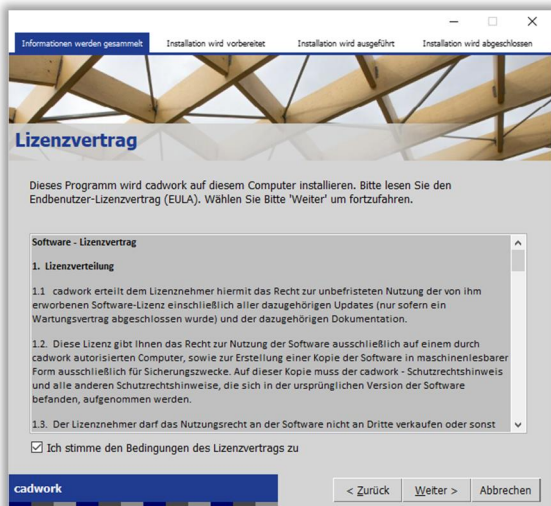 Informationen werden gesammelt Installation wird vorbereitet Installation wird ausgeführt Installation wird abgeschlossen
Lizenzvertrag
Dieses Programm wird cadwork auf diesem Computer installieren. Bitte lesen Sie den
Endbenutzer-Lizenzvertrag (EULA). Wählen Sie Bitte 'Weiter' um fortzufahren.
Software - Lizenzvertrag
1. Lizenzverteilung
1.1 cadwork erteilt dem Lizenznehmer hiermit das Recht zur unbefristeten Nutzung der von ihm
erworbenen Software-Lizenz einschließlich aller dazugehörigen Updates (nur sofern ein
Wartungsvertrag abgeschlossen wurde) und der dazugehörigen Dokumentation.
1.2. Diese Lizenz gibt Ihnen das Recht zur Nutzung der Software ausschließlich auf einem durch
cadwork autorisierten Computer, sowie zur Erstellung einer Kopie der Software in maschinenlesbarer
Form ausschließlich für Sicherungszwecke. Auf dieser Kopie muss der cadwork - Schutzrechtshinweis
und alle anderen Schutzrechtshinweise, die sich in der ursprünglichen Version der Software
befanden, aufgenommen werden.
1.3. Der Lizenznehmer darf das Nutzungsrecht an der Software nicht an Dritte verkaufen oder sonst
Ich stimme den Bedingungen des Lizenzvertrags zu
cadwork
< Zurück Weiter > Abbrechen